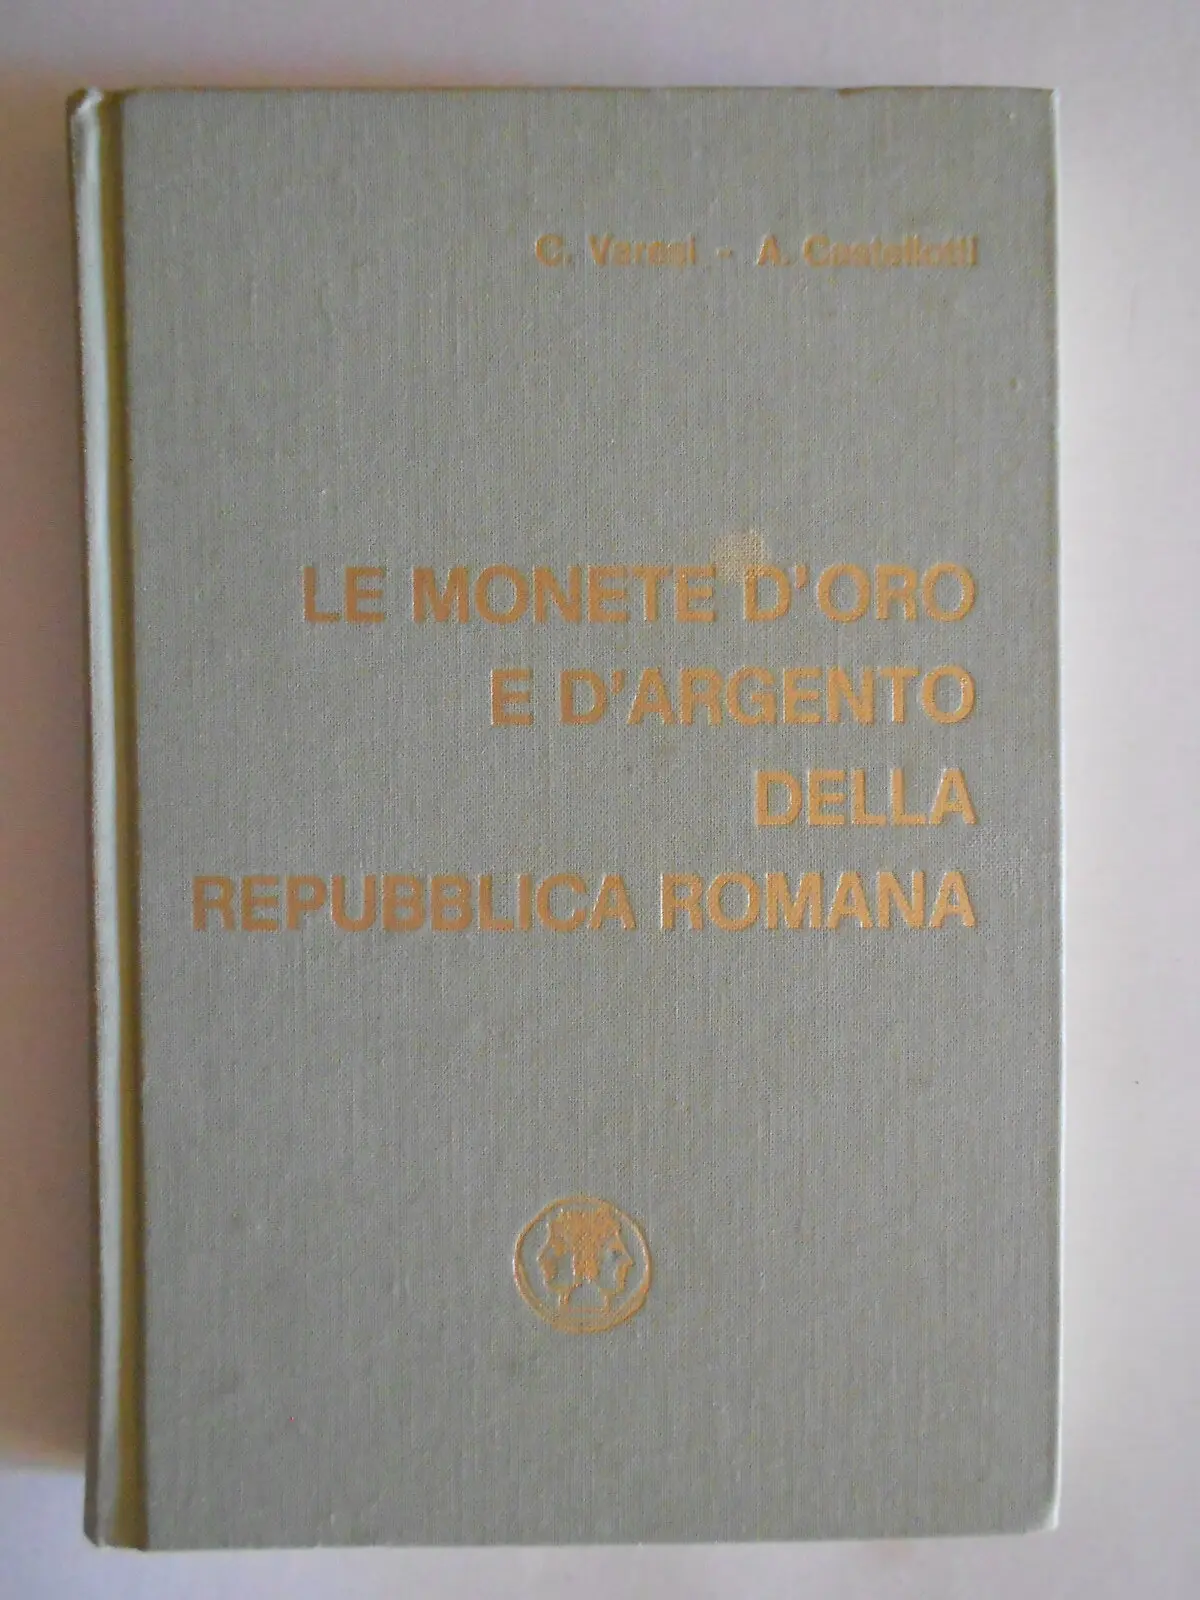 C. Varesi - A. Castellotti
LE MONETE D'ORO
E D'ARGENTO
DELLA
REPUBBLICA ROMANA